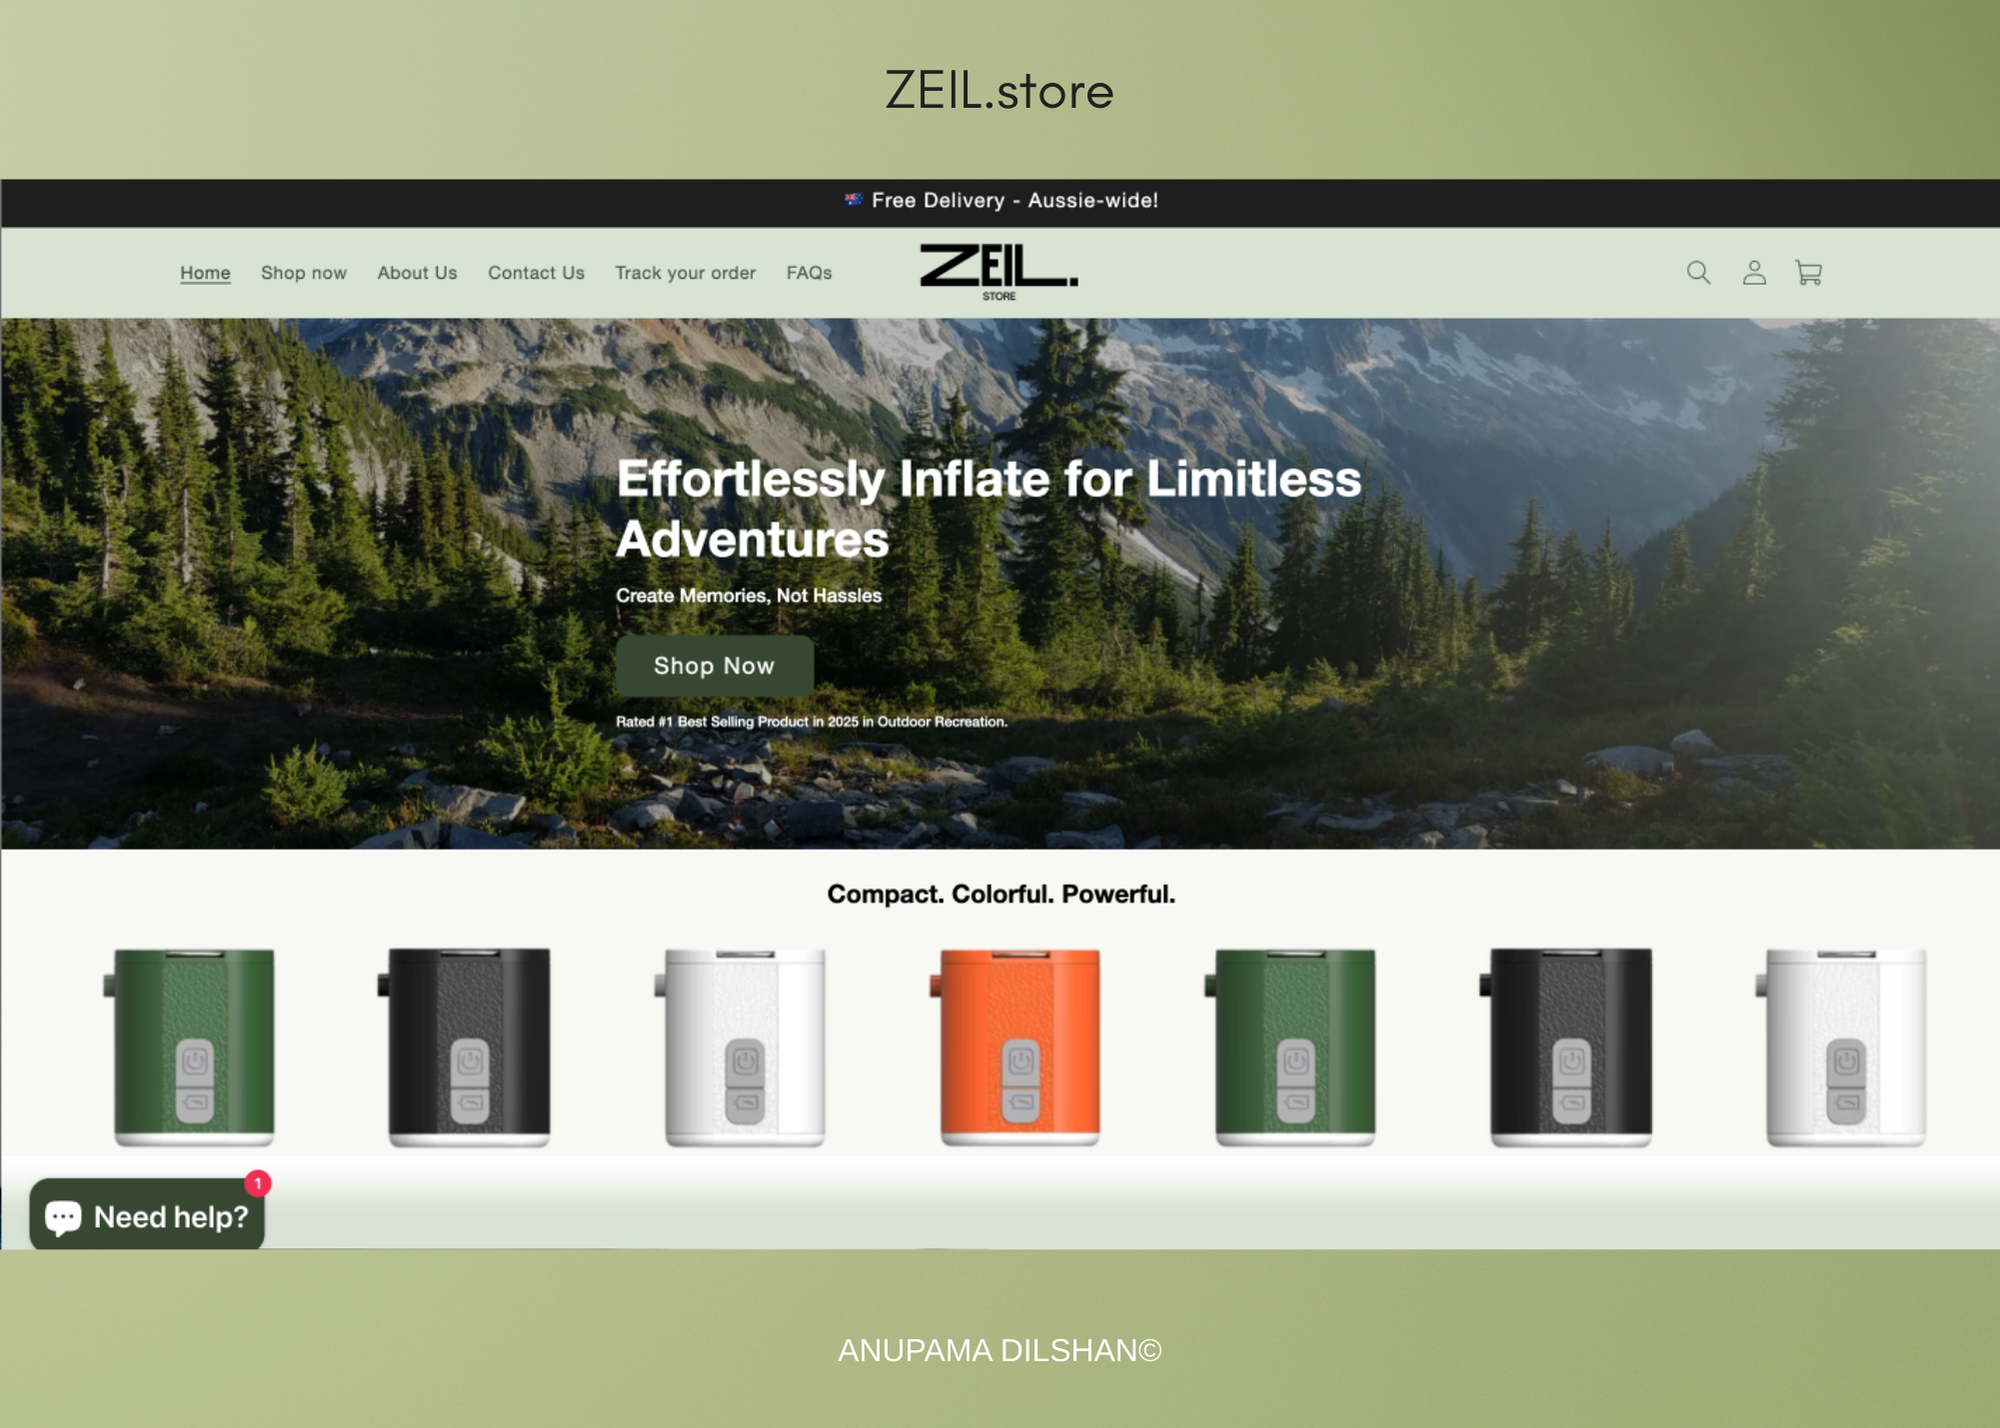 ZEIL.store
Free Delivery - Aussie-wide!
Home Shop now About Us Contact Us Track your order FAQs
ZEIL.
STORE
Effortlessly Inflate for Limitless
Adventures
Create Memories, Not Hassles
Shop Now
Rated #1 Best Selling Product in 2025 in Outdoor Recreation.
Compact. Colorful. Powerful.
1
Need help?
ANUPAMA DILSHAN©